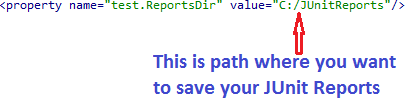 <property name="test.ReportsDir" value="C:/JUnitReports"/>
This is path where you want
to save your JUnit Reports